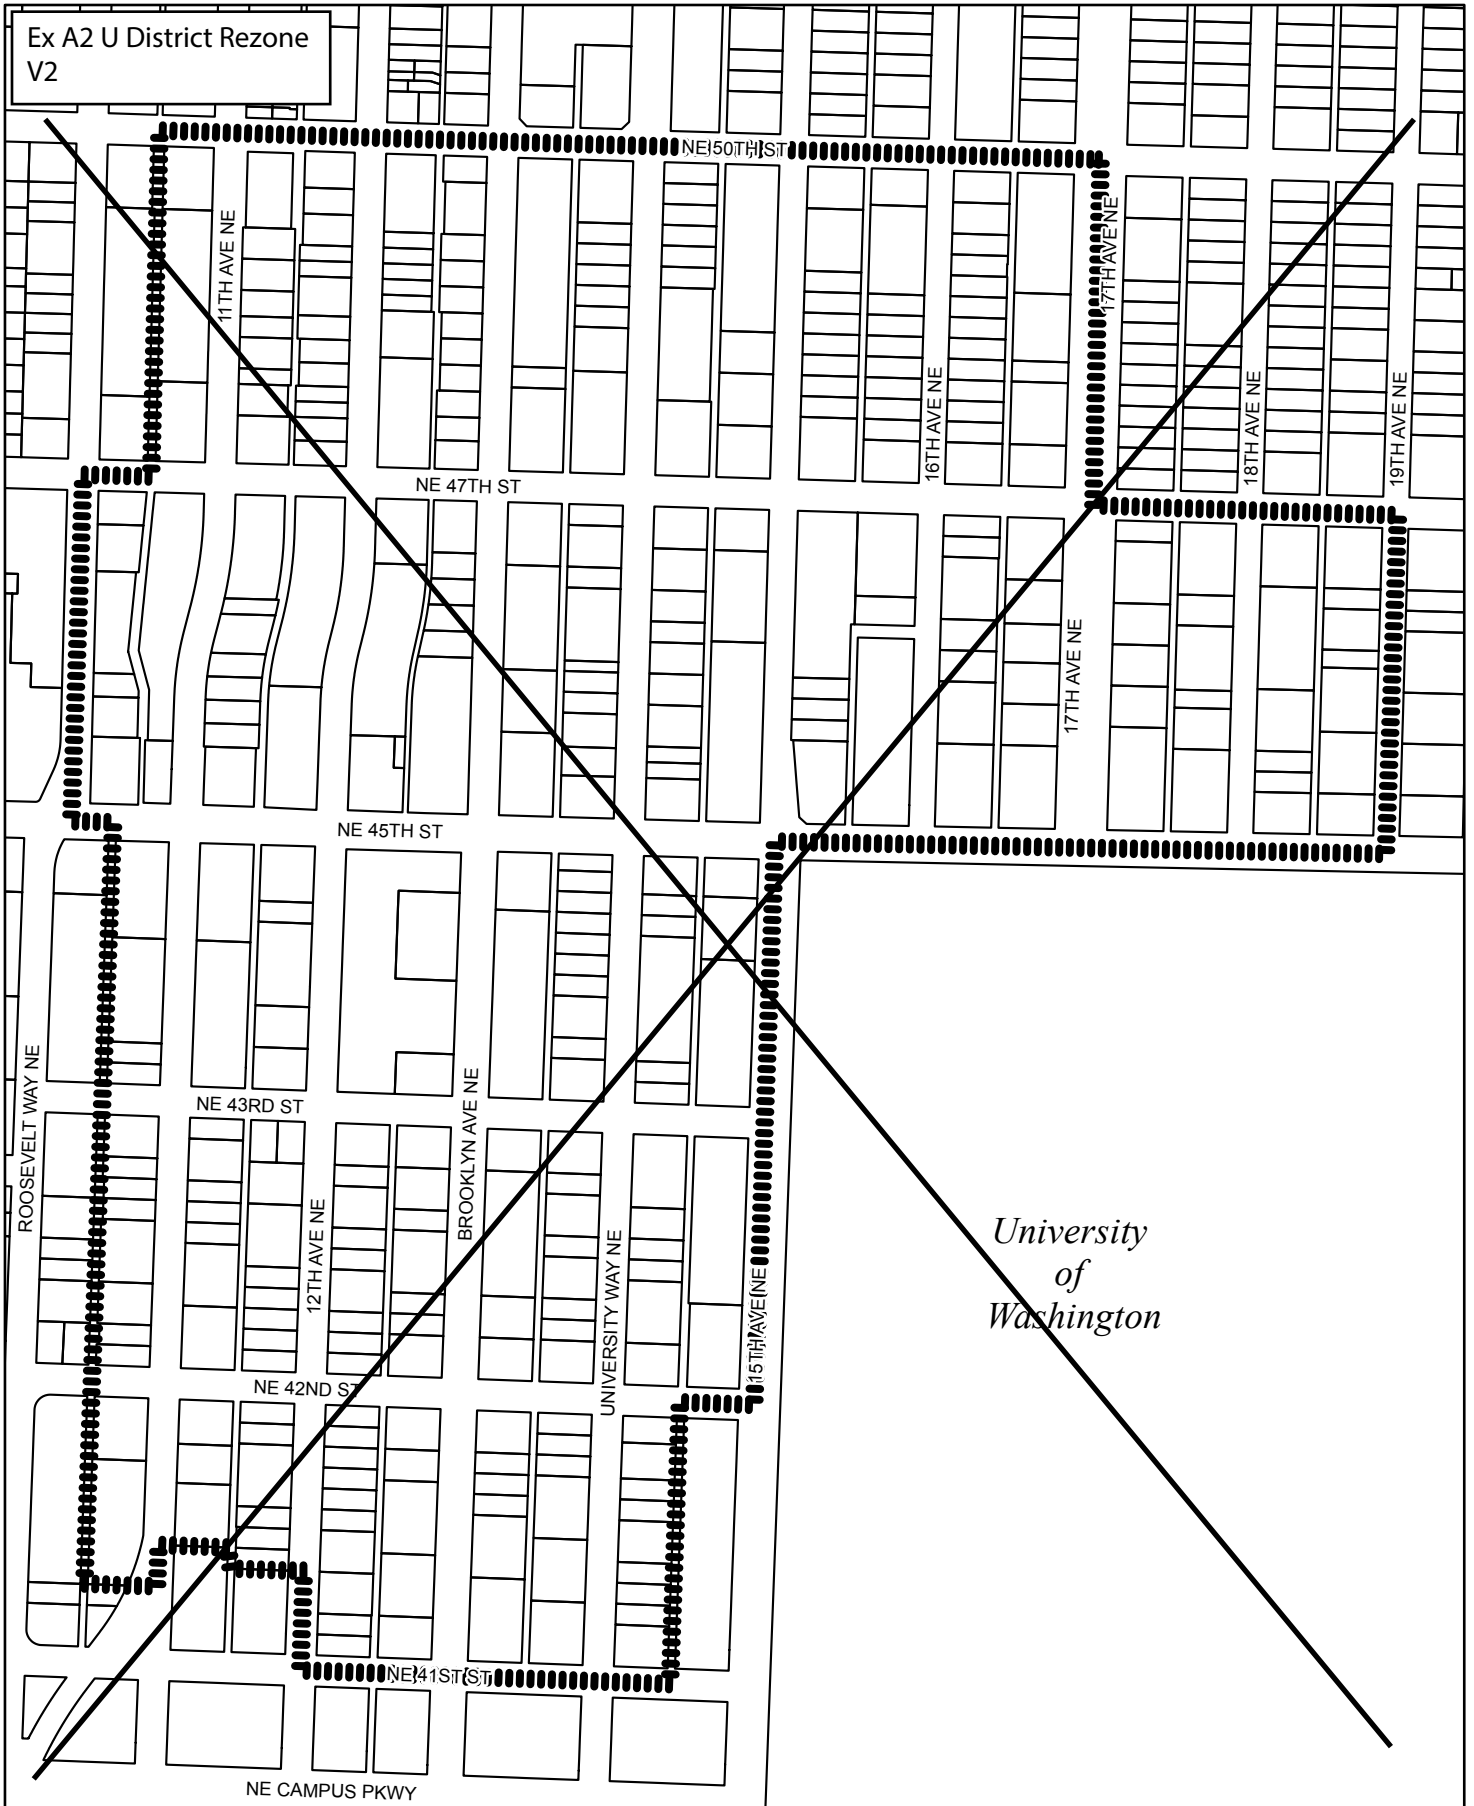 Ex A2 U District Rezone
V2
NE 50TH ST
11TH AVE NE
17TH AVE NE
16TH AVE NE
18TH AVE NE
19TH AVE NE
NE 47TH ST
17TH AVE NE
NE 45TH ST
ROOSEVELT WAY NE
NE 43RD ST
BROOKLYN AVE NE
12TH AVE NE
UNIVERSITY WAY NE
15TH AVE NE
University
of
Washington
NE 42ND ST
NE 41ST ST
NE CAMPUS PKWY